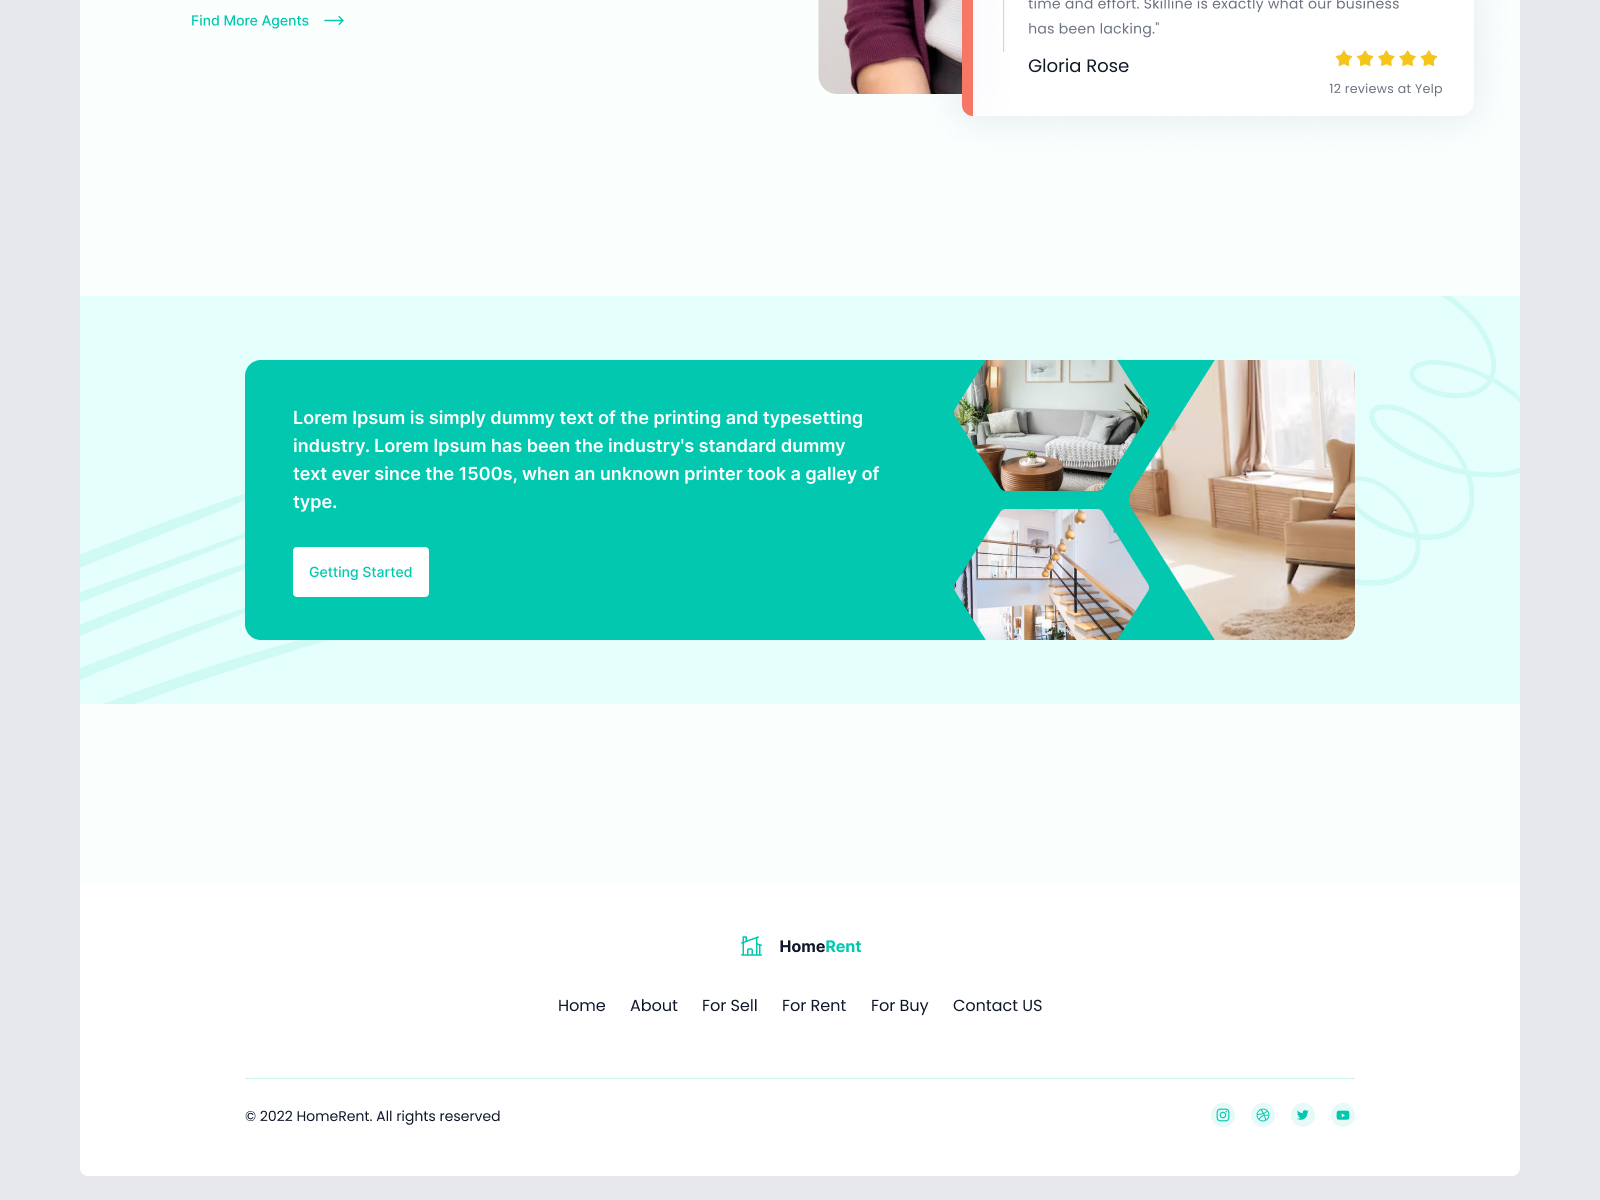 Find More Agents
time and effort. Skilline is exactly what our business
has been lacking."
Gloria Rose
12 reviews at Yelp
Lorem Ipsum is simply dummy text of the printing and typesetting
industry. Lorem Ipsum has been the industry's standard dummy
text ever since the 1500s, when an unknown printer took a galley of
type.
Getting Started
HomeRent
Home About For Sell For Rent For Buy Contact US
© 2022 HomeRent. All rights reserved